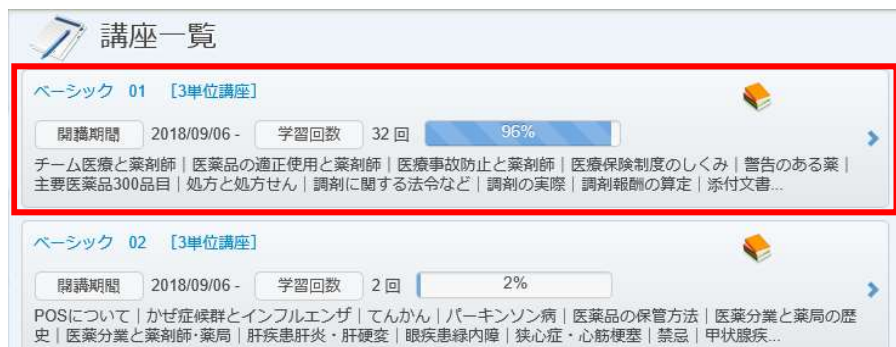 講座一覧
ベーシック 01 [3単位講座]
開講期間 2018/09/06 - 学習回数 32 回 96%
チーム医療と薬剤師｜医薬品の適正使用と薬剤師｜医療事故防止と薬剤師｜医療保険制度のしくみ｜警告のある薬｜
主要医薬品300品目｜処方と処方せん｜調剤に関する法令など｜調剤の実際｜調剤報酬の算定｜添付文書...
ベーシック 02 [3単位講座]
開講期間 2018/09/06 - 学習回数 2 回 2%
POSについて｜かぜ症候群とインフルエンザ｜てんかん｜パーキンソン病｜医薬品の保管方法｜医薬分業と薬局の歴
史｜医薬分業と薬剤師･薬局｜肝疾患肝炎・肝硬変｜眼疾患緑内障｜狭心症・心筋梗塞｜禁忌｜甲状腺疾...